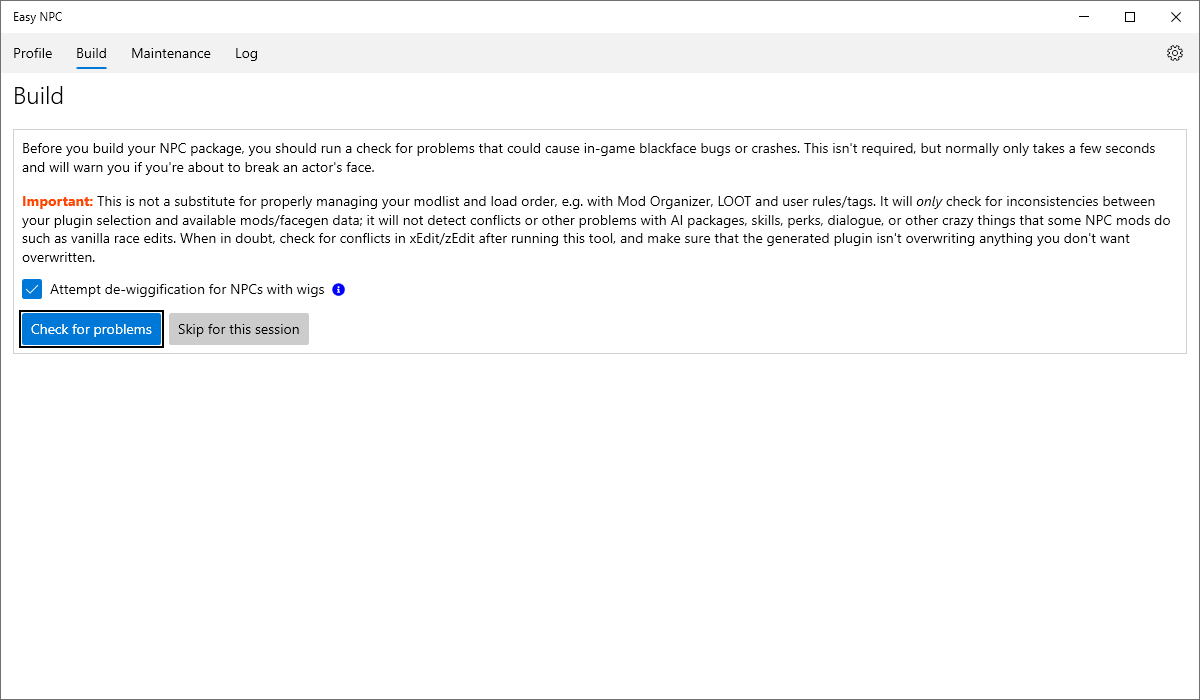 Easy NPC
Profile Build Maintenance Log
Build
Before you build your NPC package, you should run a check for problems that could cause in-game blackface bugs or crashes. This isn't required, but normally only takes a few seconds
and will warn you if you're about to break an actor's face.
Important: This is not a substitute for properly managing your modlist and load order, e.g. with Mod Organizer, LOOT and user rules/tags. It will only check for inconsistencies between
your plugin selection and available mods/facegen data; it will not detect conflicts or other problems with AI packages, skills, perks, dialogue, or other crazy things that some NPC mods do
such as vanilla race edits. When in doubt, check for conflicts in xEdit/zEdit after running this tool, and make sure that the generated plugin isn't overwriting anything you don't want
overwritten.
Attempt de-wiggification for NPCs with wigs
Check for problems Skip for this session